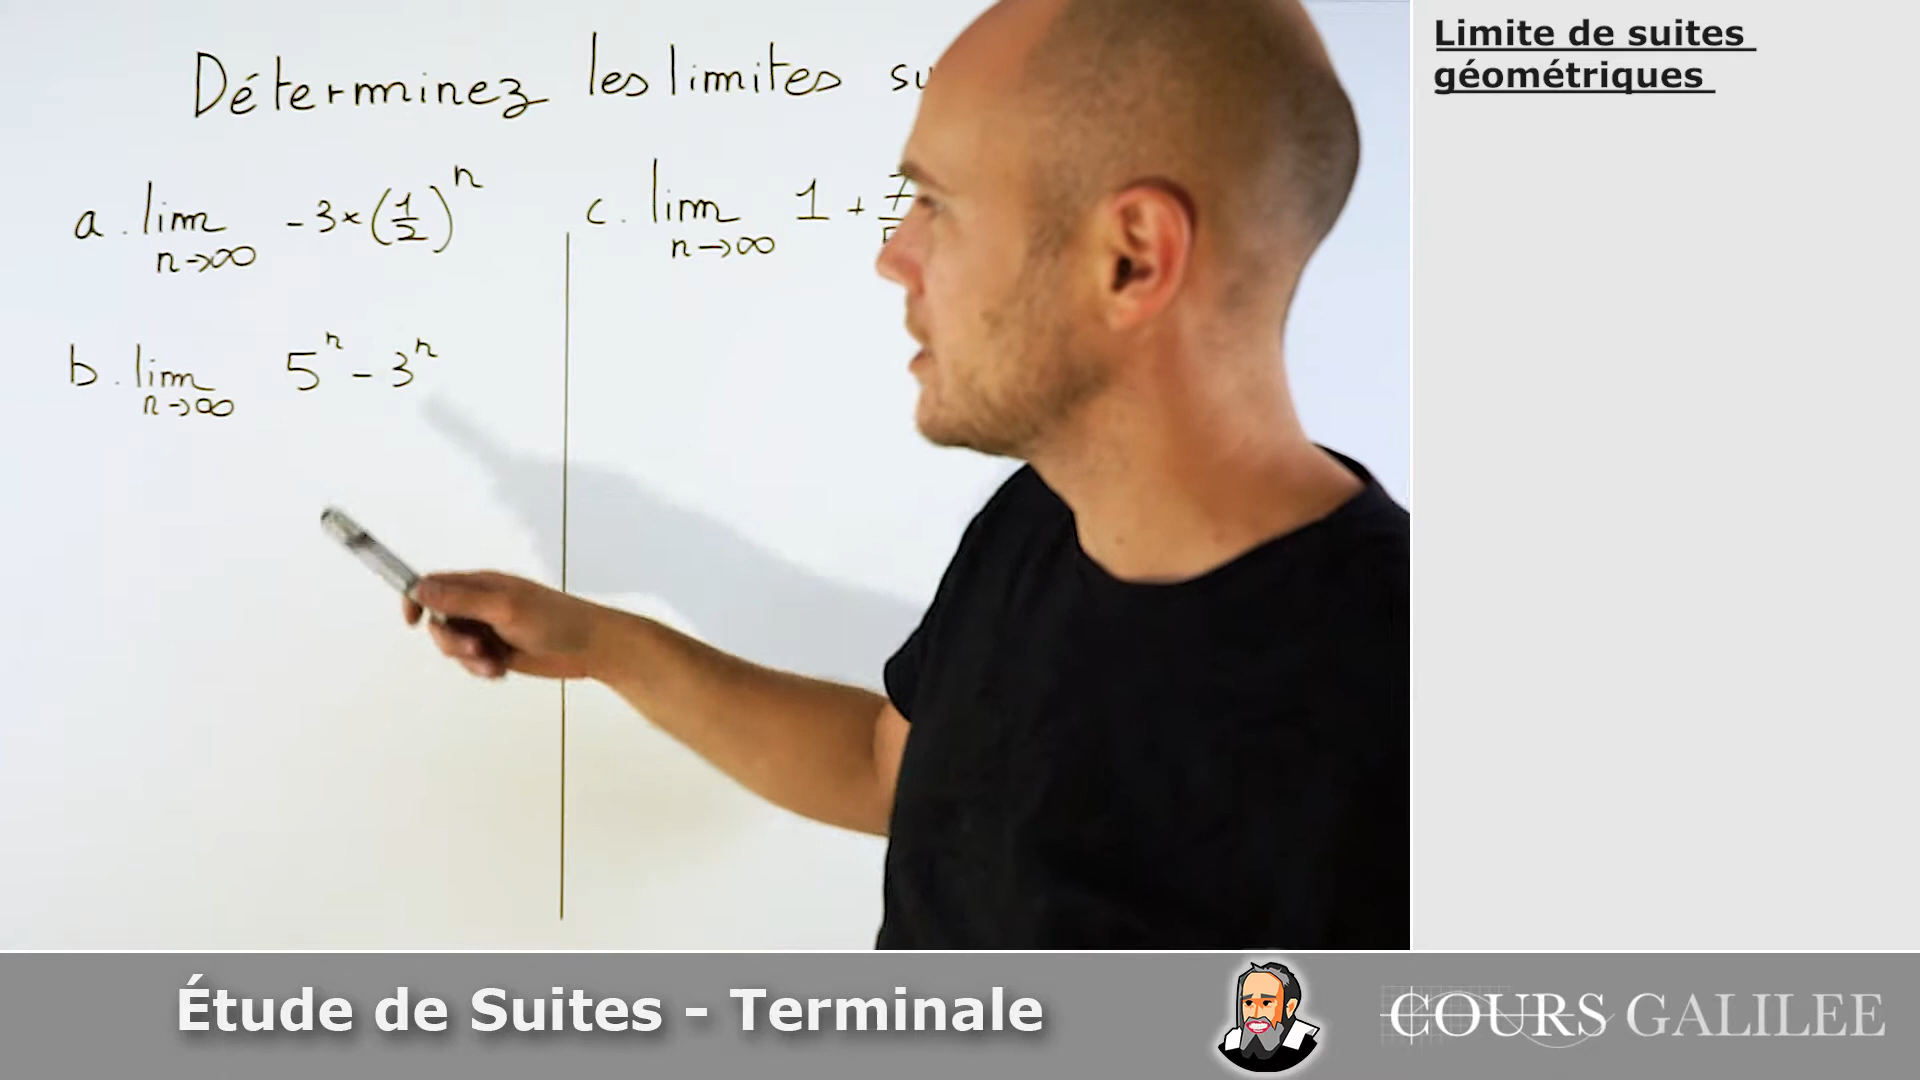 Déterminez les limites
a. lim -3×(1/2)^n
n→∞
b. lim 5^n - 3^n
n→∞
c. lim 1 + 7
n→∞
Limite de suites
géométriques
Étude de Suites - Terminale
COURS GALILEE